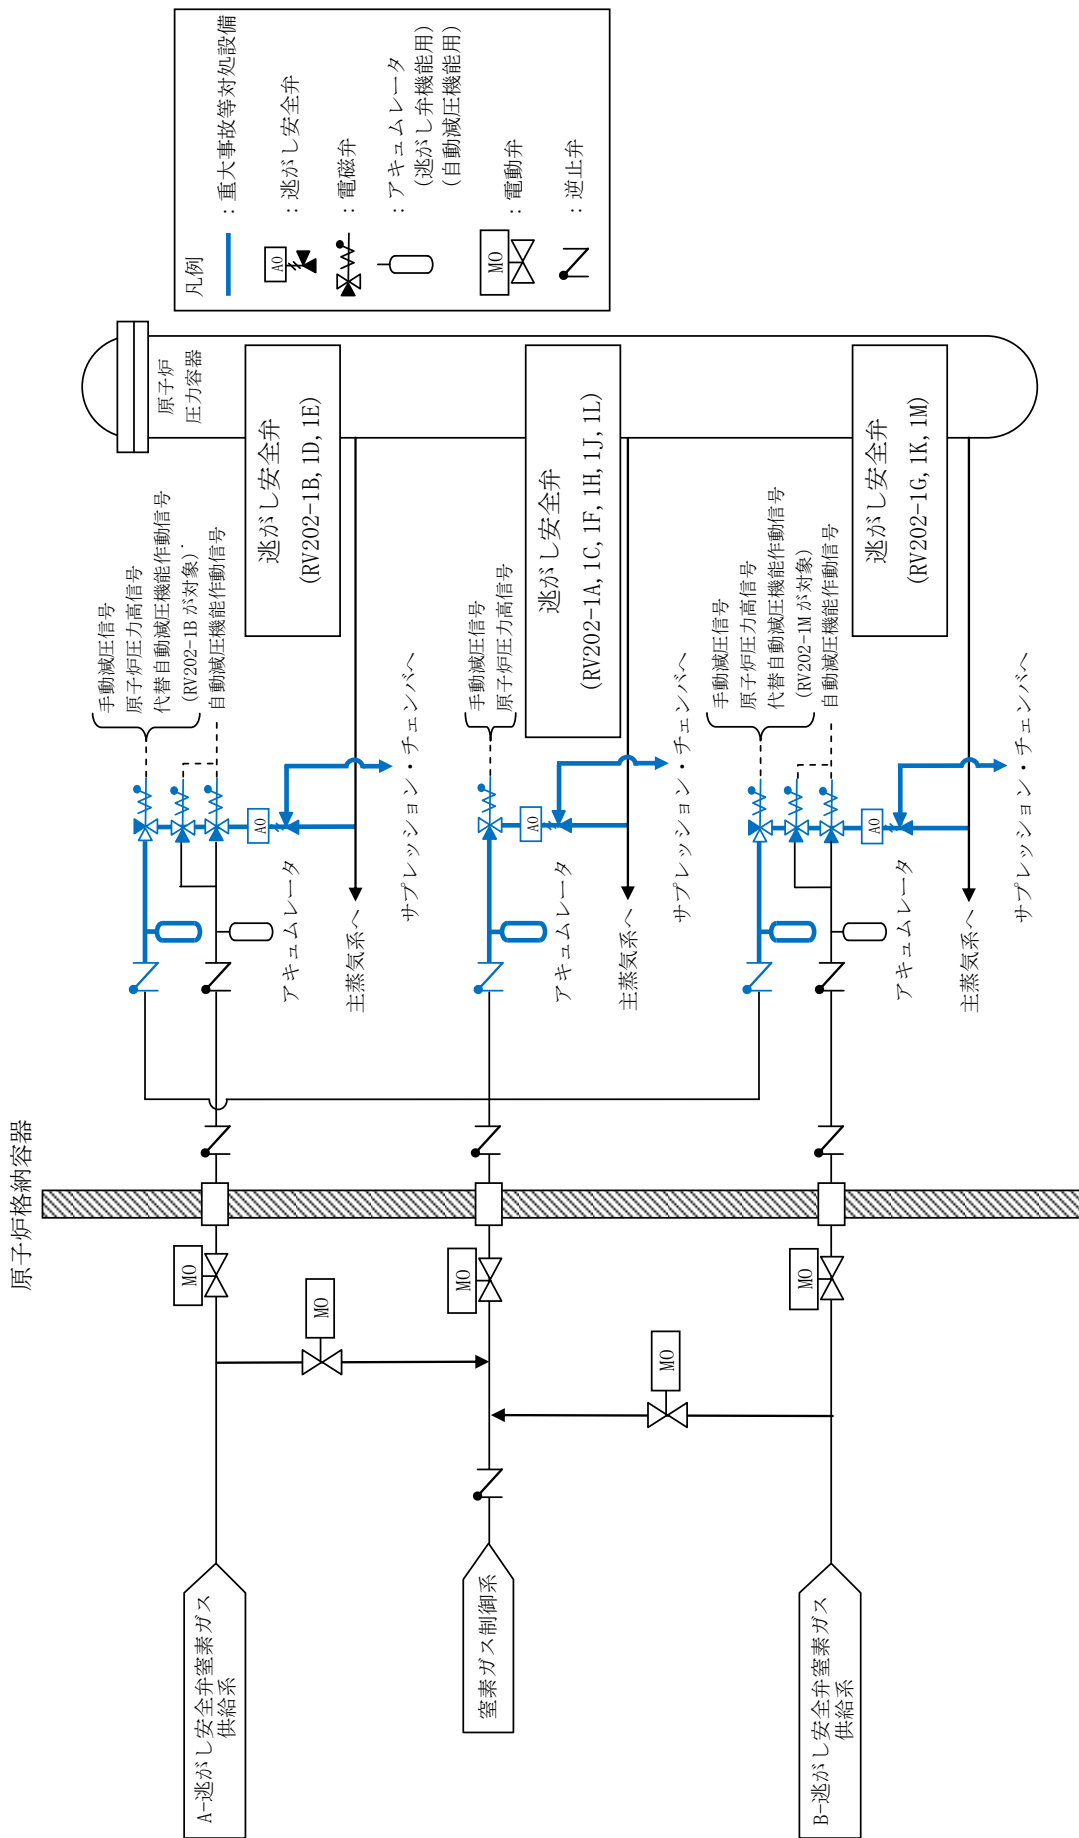 原子炉格納容器
A-逃がし安全弁窒素ガス
供給系
MO
MO
アキュムレータ
手動減圧信号
原子炉圧力高信号
代替自動減圧機能作動信号
(RV202-1B が対象)
自動減圧機能作動信号
AO
サプレッション・チェンバへ
主蒸気系へ
逃がし安全弁
(RV202-1B, 1D, 1E)
原子炉
圧力容器
窒素ガス制御系
MO
アキュムレータ
手動減圧信号
原子炉圧力高信号
AO
サプレッション・チェンバへ
主蒸気系へ
逃がし安全弁
(RV202-1A, 1C, 1F, 1H, 1J, 1L)
B-逃がし安全弁窒素ガス
供給系
MO
MO
アキュムレータ
手動減圧信号
原子炉圧力高信号
代替自動減圧機能作動信号
(RV202-1M が対象)
自動減圧機能作動信号
AO
サプレッション・チェンバへ
主蒸気系へ
逃がし安全弁
(RV202-1G, 1K, 1M)
凡例
：重大事故等対処設備
AO
：逃がし安全弁
：電磁弁
：アキュムレータ
(逃がし弁機能用)
(自動減圧機能用)
MO
：電動弁
：逆止弁